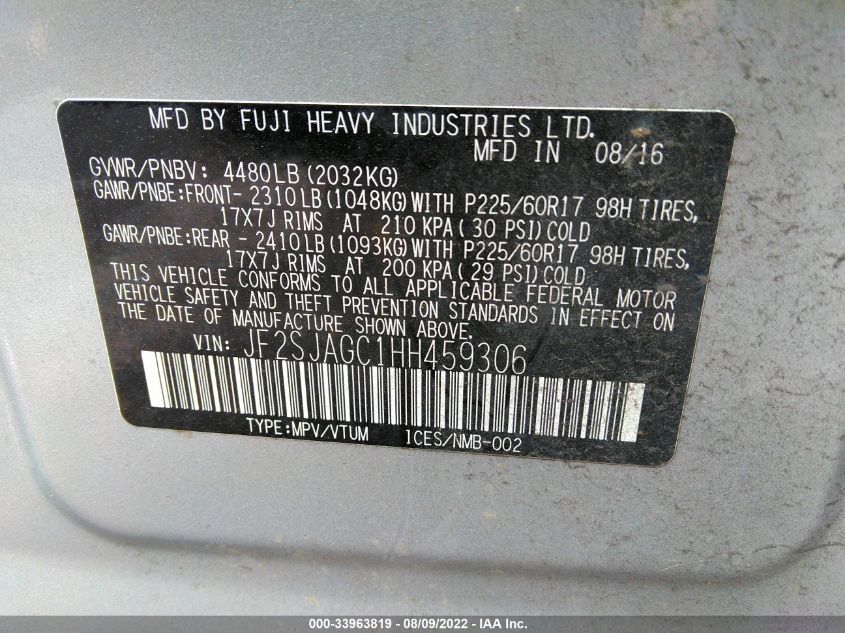 MFD BY FUJI HEAVY INDUSTRIES LTD.
MFD IN 08/16
GVWR/PNBV: 4480LB(2032KG)
GAWR/PNBE:FRONT- 2310LB(1048KG)WITH P225/60R17 98H TIRES,
17X7J RIMS AT 210 KPA(30 PSI)COLD
GAWR/PNBE:REAR - 2410LB(1093KG)WITH P225/60R17 98H TIRES,
17X7J RIMS AT 200 KPA(29 PSI)COLD
THIS VEHICLE CONFORMS TO ALL APPLICABLE FEDERAL MOTOR
VEHICLE SAFETY AND THEFT PREVENTION STANDARDS IN EFFECT ON
THE DATE OF MANUFACTURE SHOWN ABOVE.
VIN: JF2SJAGC1HH459306
TYPE:MPV/VTUM ICES/NMB-002
000-33963819 - 08/09/2022 - www.iaai.com